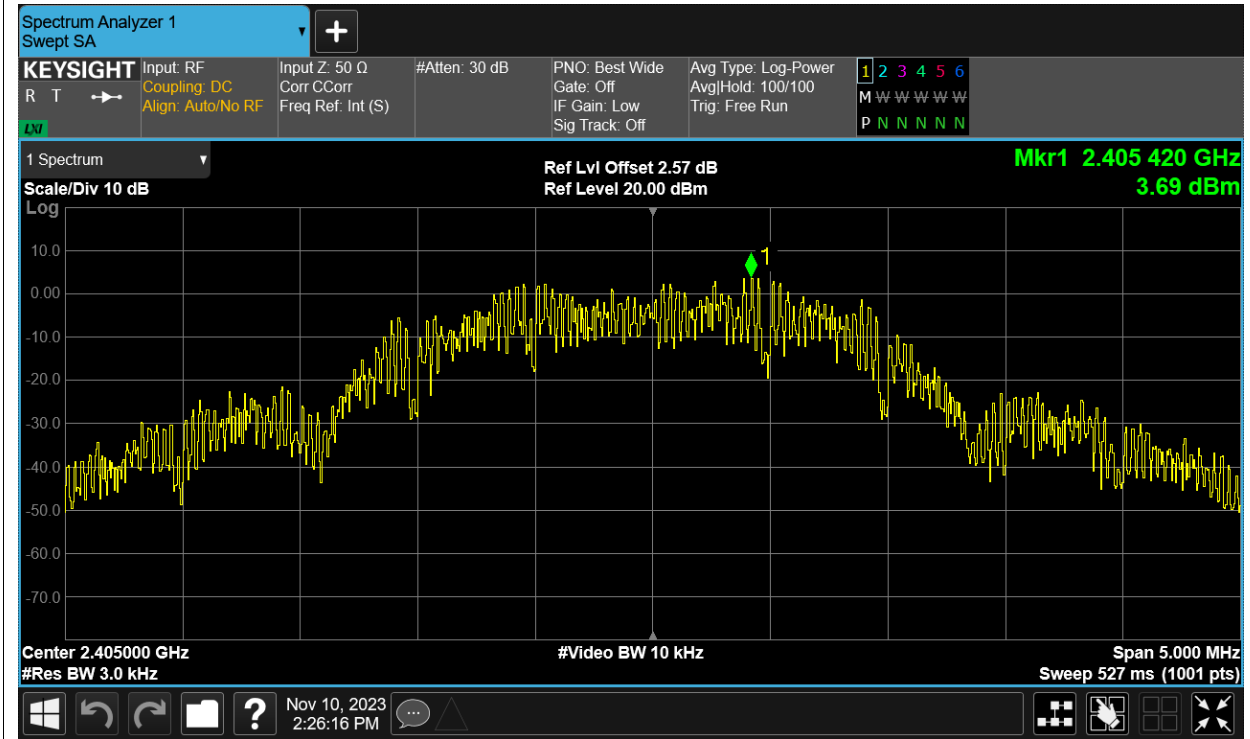 Spectrum Analyzer 1
Swept SA
+
KEYSIGHT
R T
LXI
Input: RF
Coupling: DC
Align: Auto/No RF
Input Z: 50 Ω
Corr CCorr
Freq Ref: Int (S)
#Atten: 30 dB
PNO: Best Wide
Gate: Off
IF Gain: Low
Sig Track: Off
Avg Type: Log-Power
Avg|Hold: 100/100
Trig: Free Run
1 2 3 4 5 6
M W W W W W
P N N N N N
1 Spectrum
Scale/Div 10 dB
Log
Ref Lvl Offset 2.57 dB
Ref Level 20.00 dBm
Mkr1 2.405 420 GHz
3.69 dBm
1
10.0
0.00
-10.0
-20.0
-30.0
-40.0
-50.0
-60.0
-70.0
Center 2.405000 GHz
#Res BW 3.0 kHz
#Video BW 10 kHz
Span 5.000 MHz
Sweep 527 ms (1001 pts)
?
Nov 10, 2023
2:26:16 PM